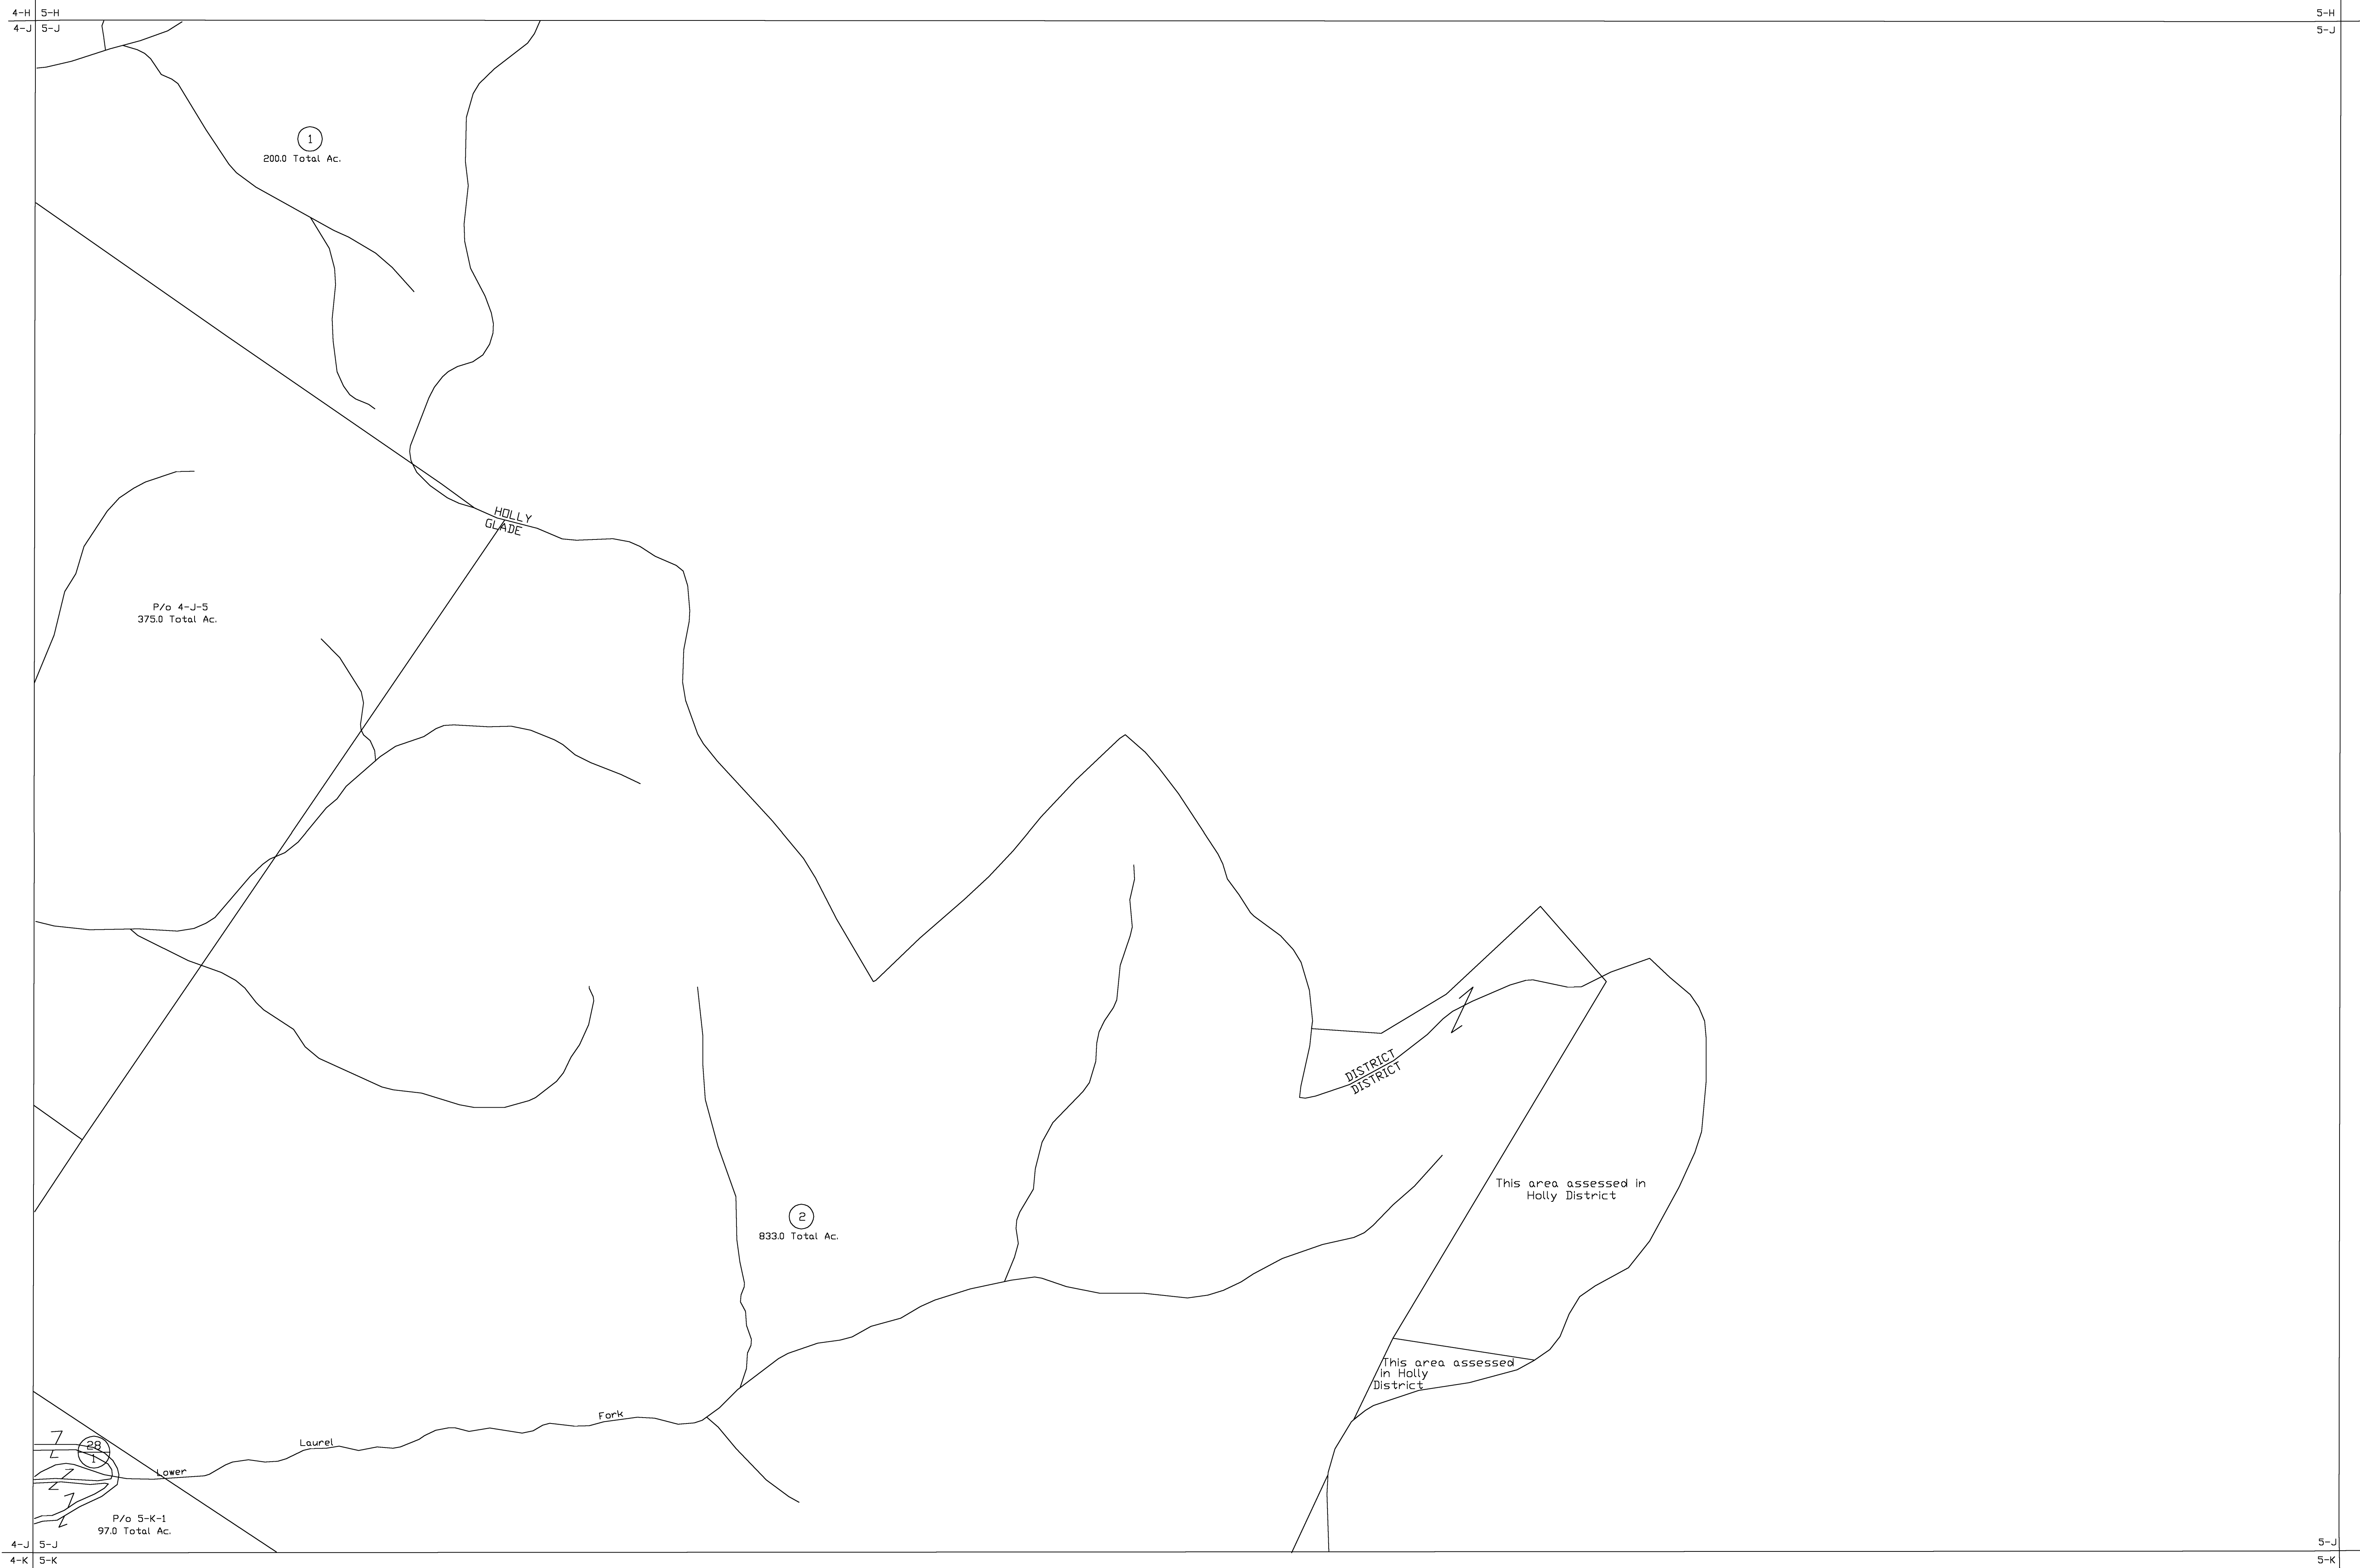 4-H 5-H
4-J 5-J
5-H
5-J
1
200.0 Total Ac.
HOLLY
GLADE
P/o 4-J-5
375.0 Total Ac.
DISTRICT
DISTRICT
This area assessed in
Holly District
2
833.0 Total Ac.
This area assessed
in Holly
District
Fork
Laurel
Lower
28
1
P/o 5-K-1
97.0 Total Ac.
4-J 5-J
4-K 5-K
5-J
5-K